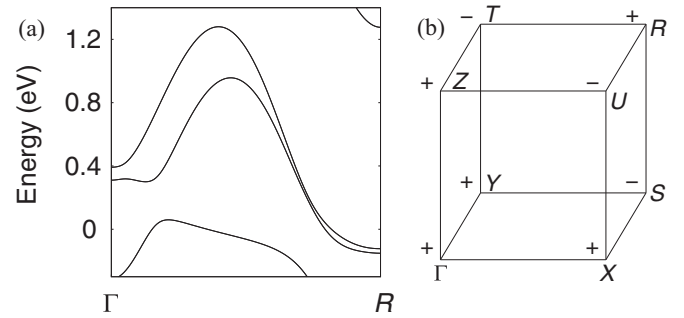 (a)
Energy (eV)
1.2
0.8
0.4
0
Γ
R
(b)
− T
+ R
+ Z
− U
+ Y
− S
+ Γ
+ X